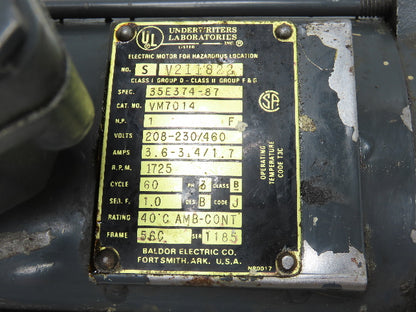 UL
UNDERWRITERS
LABORATORIES INC.®
LISTED
ELECTRIC MOTOR FOR HAZARDOUS LOCATION
NO. S
CLASS I GROUP D - CLASS II GROUP F & G
SPEC. 35E374-87
CAT. NO. VM7014
H.P. 1 F
VOLTS 208-230/460
AMPS 3.6-3.4/1.7
R.P.M. 1725
CYCLE 60 PH 3 CLASS B
SER. F. 1.0 DES. B CODE J
RATING 40°C AMB-CONT
FRAME 56C SER. 1185
BALDOR ELECTRIC CO.
FORT SMITH, ARK. U.S.A.
NP0017
SA
OPERATING
TEMPERATURE
CODE T3C